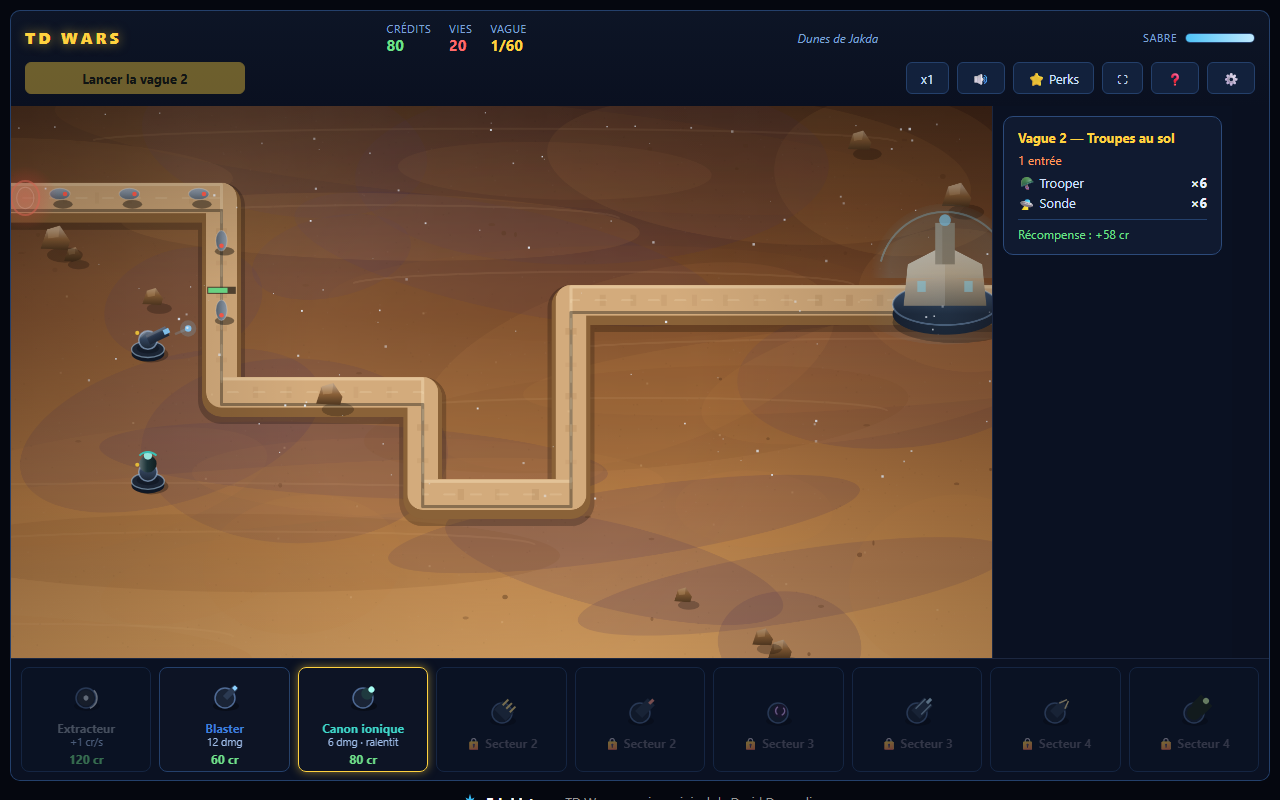 TD WARS
CRÉDITS VIES VAGUE
80 20 1/60
Dunes de Jakda
SABRE
Lancer la vague 2
x1
Perks
Vague 2 — Troupes au sol
1 entrée
Trooper ×6
Sonde ×6
Récompense : +58 cr
Extracteur
+1 cr/s
120 cr
Blaster
12 dmg
60 cr
Canon ionique
6 dmg · ralentit
80 cr
Secteur 2
Secteur 2
Secteur 3
Secteur 3
Secteur 4
Secteur 4